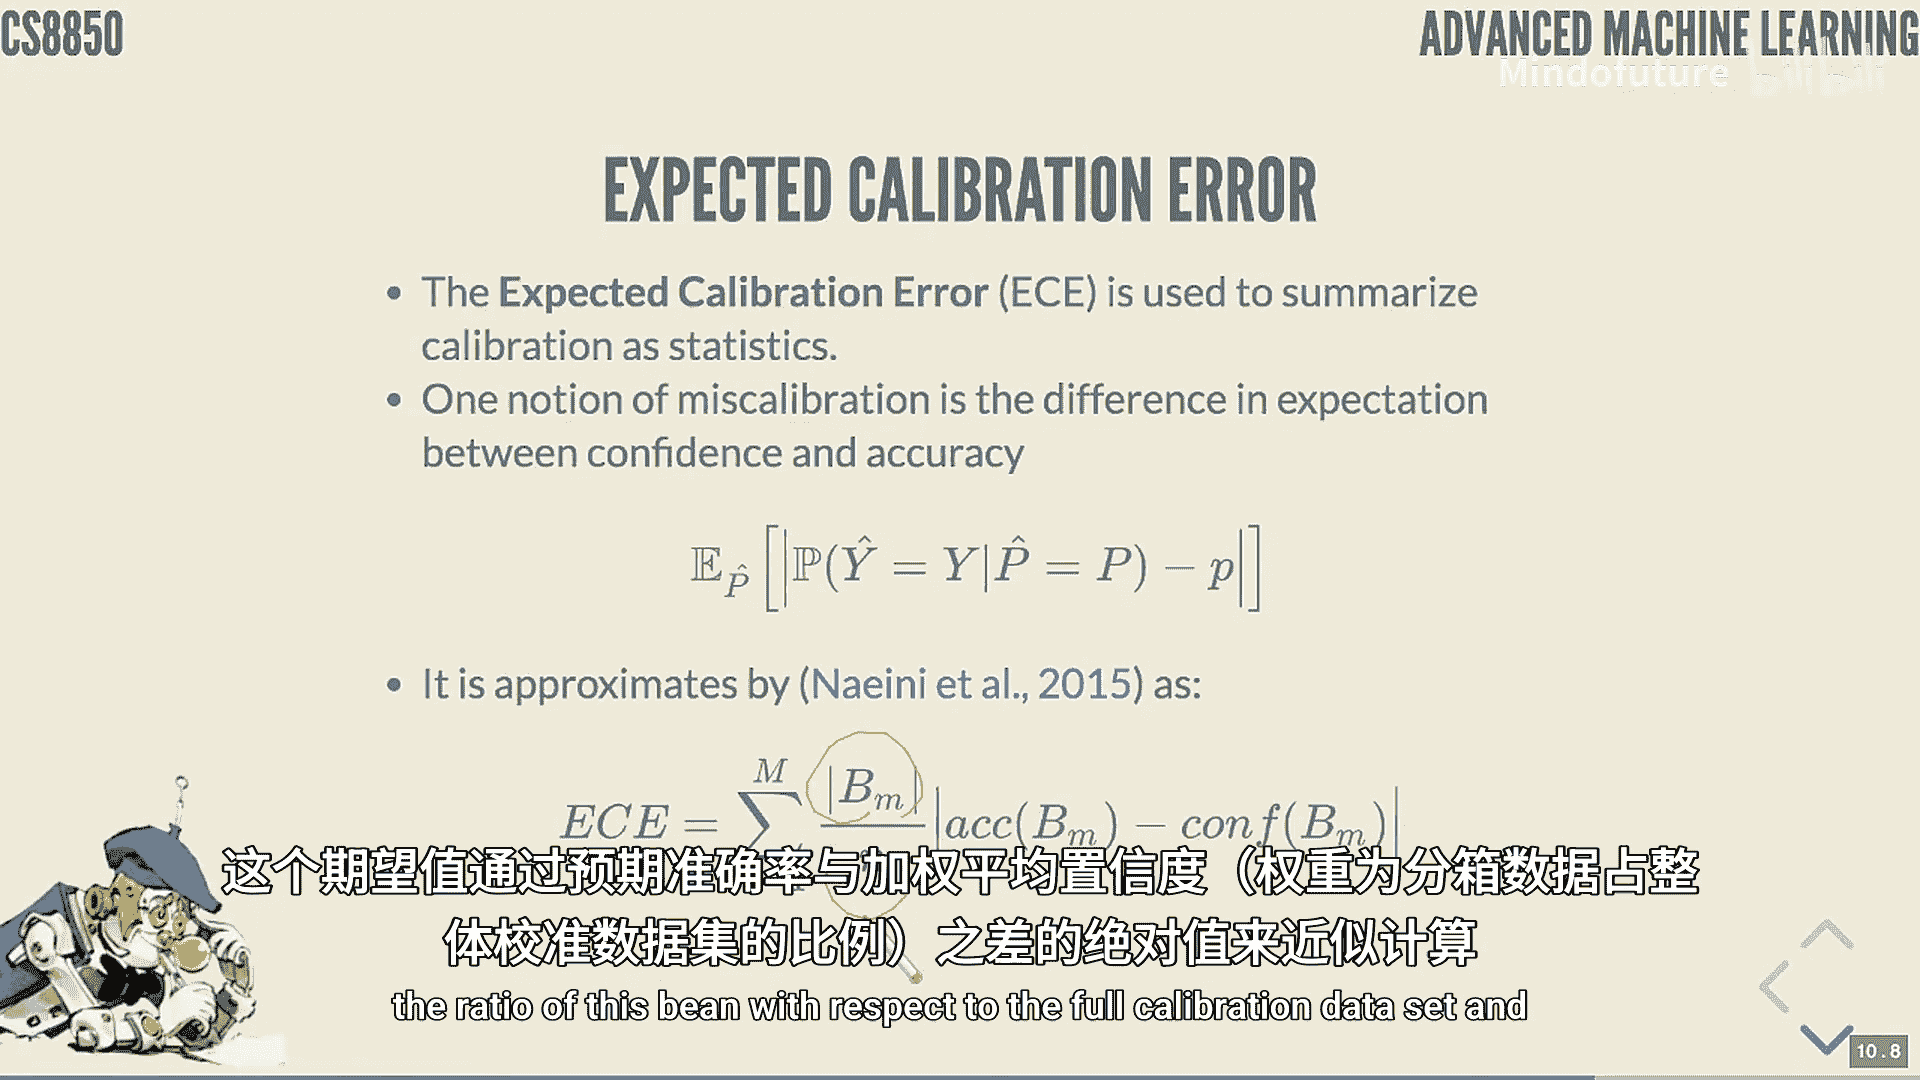 CS8850
ADVANCED MACHINE LEARNING
Mindofuture bilibili
EXPECTED CALIBRATION ERROR
• The Expected Calibration Error (ECE) is used to summarize
calibration as statistics.
• One notion of miscalibration is the difference in expectation
between confidence and accuracy
𝔼_P̂ [|ℙ(Ŷ = Y|P̂ = P) − p|]
• It is approximates by (Naeini et al., 2015) as:
ECE = ∑ M |B_m| |acc(B_m) − conf(B_m)|
这个期望值通过预期准确率与加权平均置信度（权重为分箱数据占整
体校准数据集的比例）之差的绝对值来近似计算
the ratio of this bean with respect to the full calibration data set and
10.8